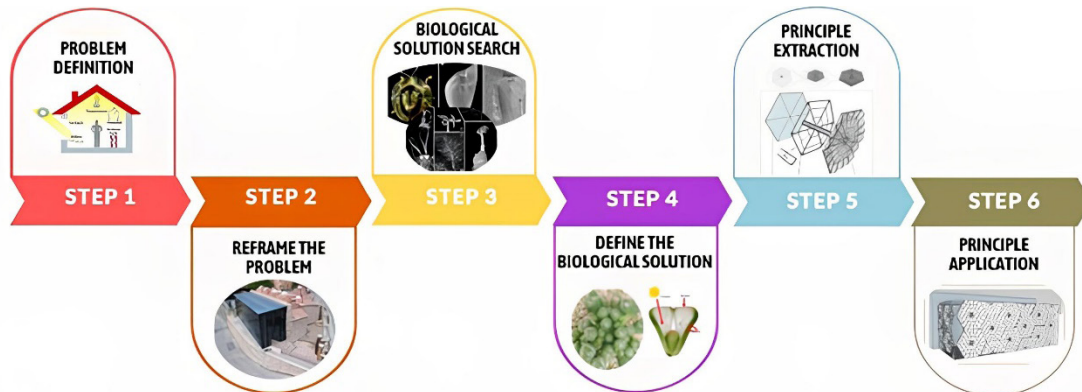 PROBLEM
DEFINITION
STEP 1
STEP 2
REFRAME THE
PROBLEM
BIOLOGICAL
SOLUTION SEARCH
STEP 3
STEP 4
DEFINE THE
BIOLOGICAL SOLUTION
PRINCIPLE
EXTRACTION
STEP 5
STEP 6
PRINCIPLE
APPLICATION